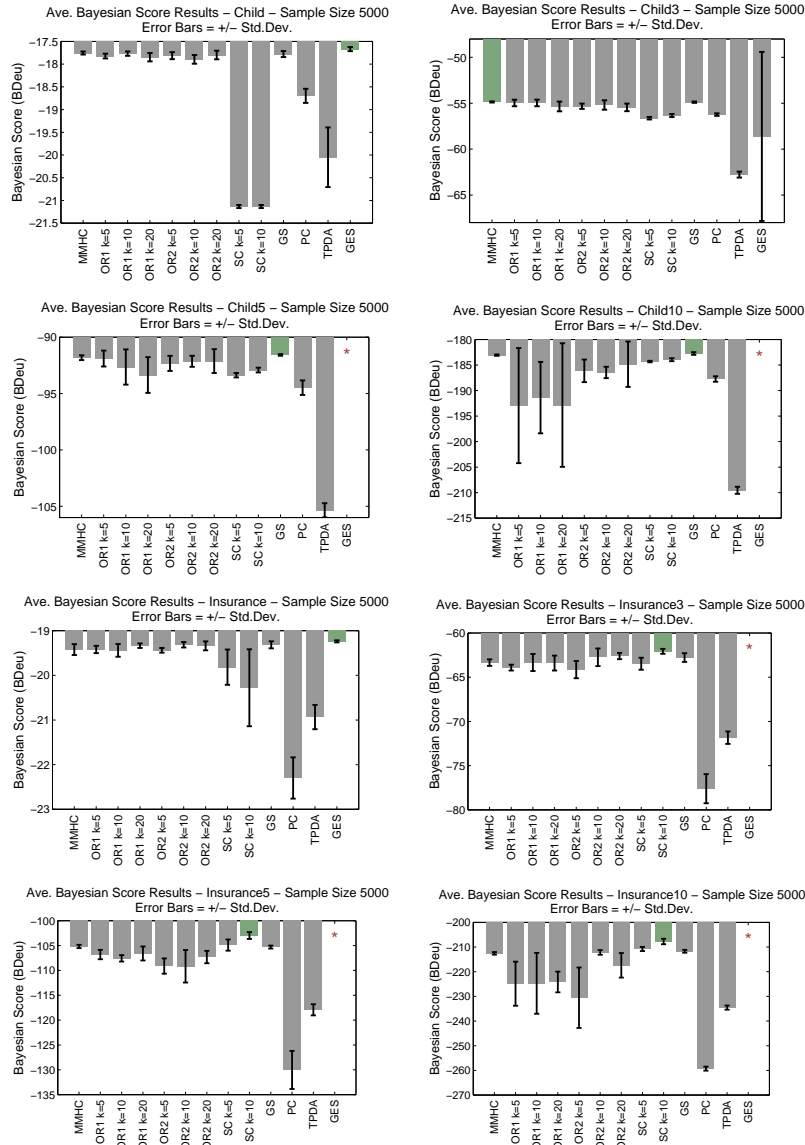 Ave. Bayesian Score Results − Child − Sample Size 5000
Error Bars = +/− Std.Dev.
Bayesian Score (BDeu)
−17.5
−18
−18.5
−19
−19.5
−20
−20.5
−21
−21.5
MMHC
OR1 k=5
OR1 k=10
OR1 k=20
OR2 k=5
OR2 k=10
OR2 k=20
SC k=5
SC k=10
GS
PC
TPDA
GES
Ave. Bayesian Score Results − Child3 − Sample Size 5000
Error Bars = +/− Std.Dev.
Bayesian Score (BDeu)
−50
−55
−60
−65
MMHC
OR1 k=5
OR1 k=10
OR1 k=20
OR2 k=5
OR2 k=10
OR2 k=20
SC k=5
SC k=10
GS
PC
TPDA
GES
Ave. Bayesian Score Results − Child5 − Sample Size 5000
Error Bars = +/− Std.Dev.
Bayesian Score (BDeu)
−90
−95
−100
−105
*
MMHC
OR1 k=5
OR1 k=10
OR1 k=20
OR2 k=5
OR2 k=10
OR2 k=20
SC k=5
SC k=10
GS
PC
TPDA
GES
Ave. Bayesian Score Results − Child10 − Sample Size 5000
Error Bars = +/− Std.Dev.
Bayesian Score (BDeu)
−180
−185
−190
−195
−200
−205
−210
−215
*
MMHC
OR1 k=5
OR1 k=10
OR1 k=20
OR2 k=5
OR2 k=10
OR2 k=20
SC k=5
SC k=10
GS
PC
TPDA
GES
Ave. Bayesian Score Results − Insurance − Sample Size 5000
Error Bars = +/− Std.Dev.
Bayesian Score (BDeu)
−19
−20
−21
−22
−23
MMHC
OR1 k=5
OR1 k=10
OR1 k=20
OR2 k=5
OR2 k=10
OR2 k=20
SC k=5
SC k=10
GS
PC
TPDA
GES
Ave. Bayesian Score Results − Insurance3 − Sample Size 5000
Error Bars = +/− Std.Dev.
Bayesian Score (BDeu)
−60
−65
−70
−75
−80
*
MMHC
OR1 k=5
OR1 k=10
OR1 k=20
OR2 k=5
OR2 k=10
OR2 k=20
SC k=5
SC k=10
GS
PC
TPDA
GES
Ave. Bayesian Score Results − Insurance5 − Sample Size 5000
Error Bars = +/− Std.Dev.
Bayesian Score (BDeu)
−100
−105
−110
−115
−120
−125
−130
−135
*
MMHC
OR1 k=5
OR1 k=10
OR1 k=20
OR2 k=5
OR2 k=10
OR2 k=20
SC k=5
SC k=10
GS
PC
TPDA
GES
Ave. Bayesian Score Results − Insurance10 − Sample Size 5000
Error Bars = +/− Std.Dev.
Bayesian Score (BDeu)
−200
−210
−220
−230
−240
−250
−260
−270
*
MMHC
OR1 k=5
OR1 k=10
OR1 k=20
OR2 k=5
OR2 k=10
OR2 k=20
SC k=5
SC k=10
GS
PC
TPDA
GES